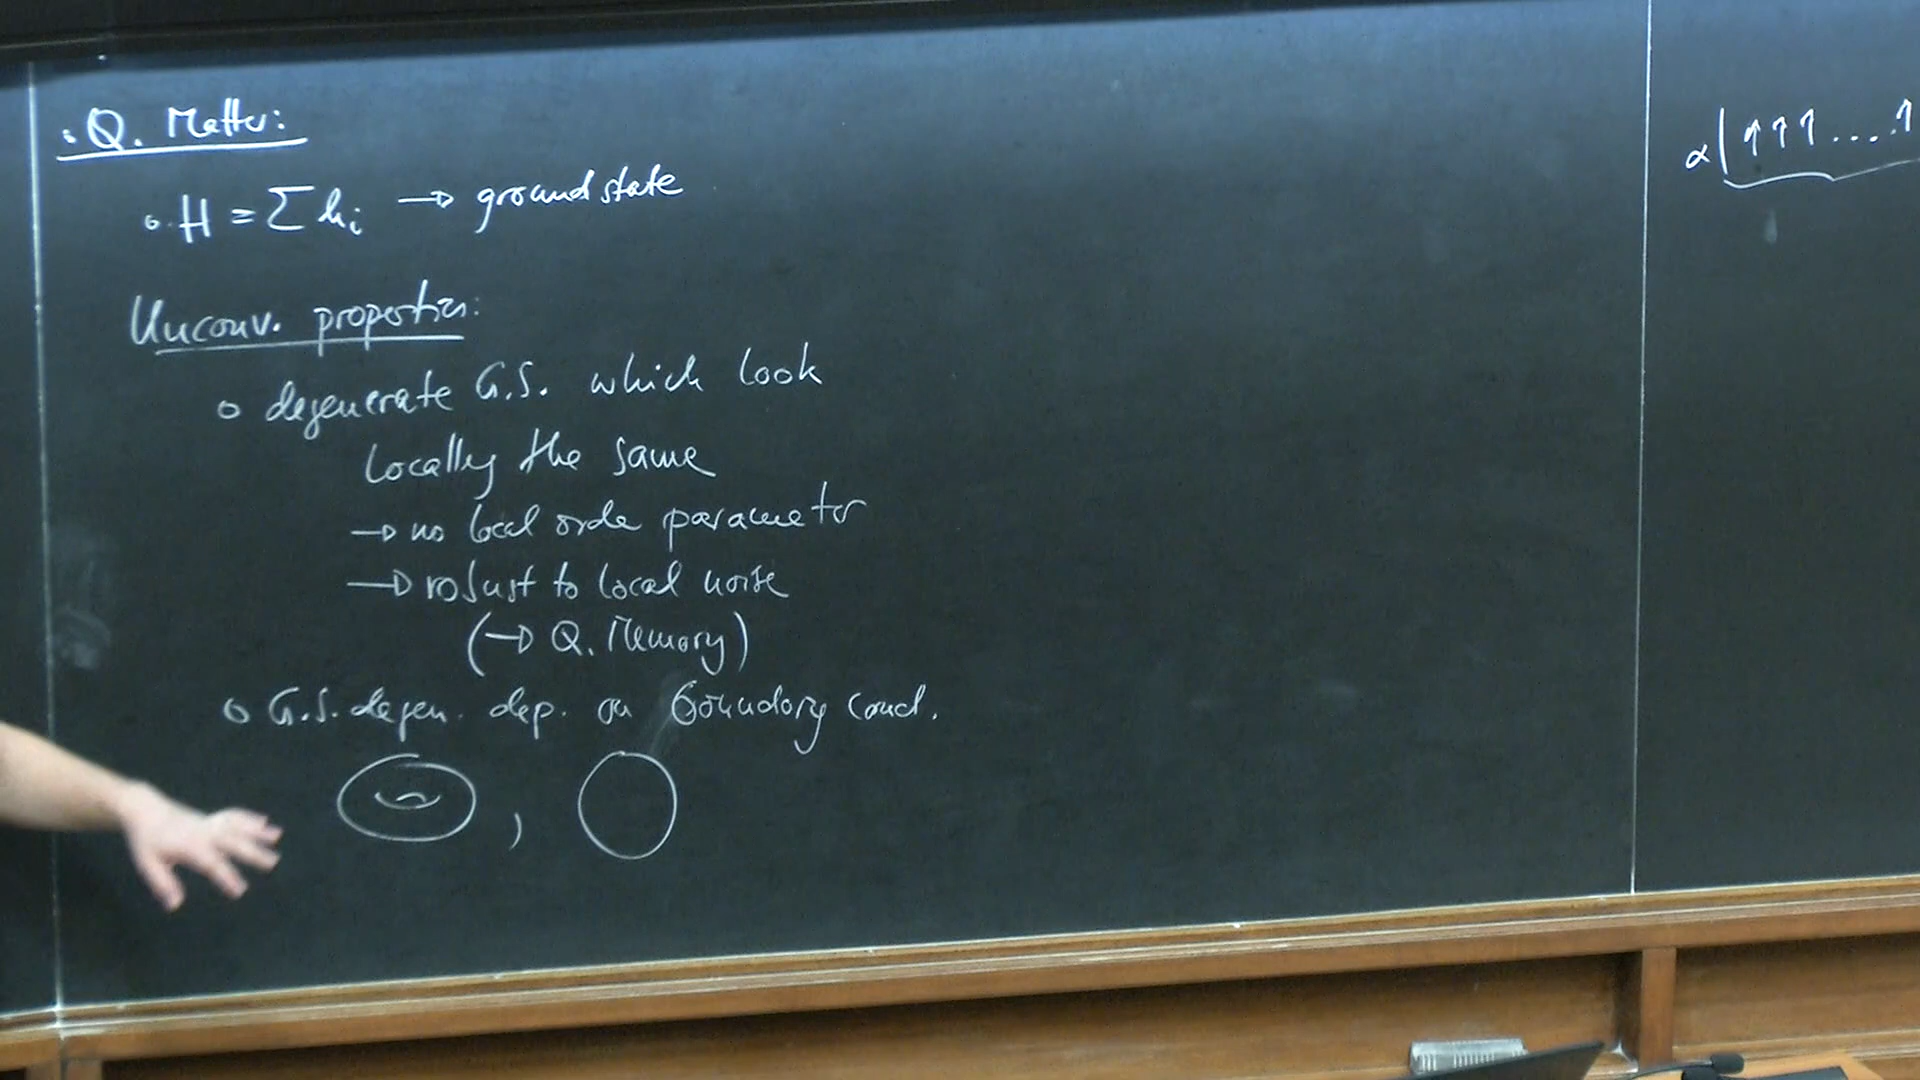 Q. Matter:
H = Σ hᵢ → ground state
Unconv. properties:
o degenerate G.S. which look
locally the same
→ no local order parameter
→ robust to local noise
(→ Q. Memory)
o G.S. degen. dep. on boundary cond.
,
α|↑↑↑....↑